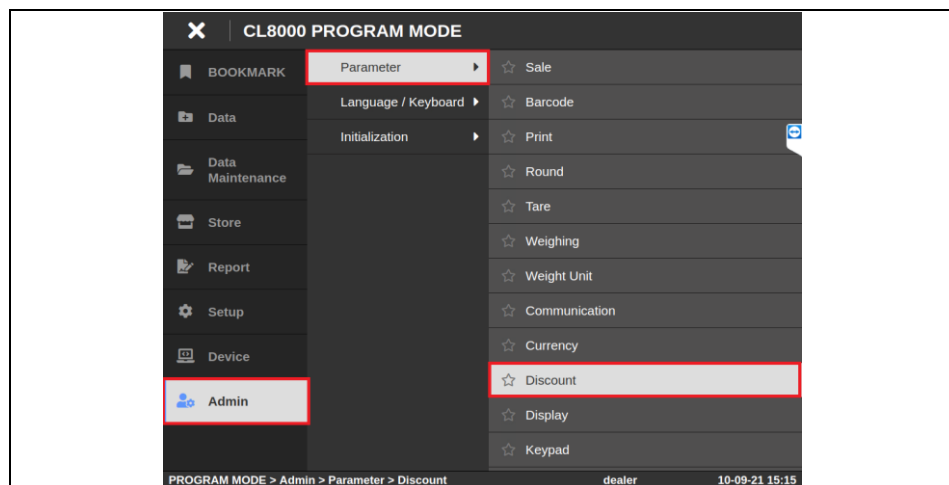 CL8000 PROGRAM MODE
BOOKMARK
Data
Data
Maintenance
Store
Report
Setup
Device
Admin
Parameter
Language / Keyboard
Initialization
Sale
Barcode
Print
Round
Tare
Weighing
Weight Unit
Communication
Currency
Discount
Display
Keypad
PROGRAM MODE > Admin > Parameter > Discount dealer 10-09-21 15:15